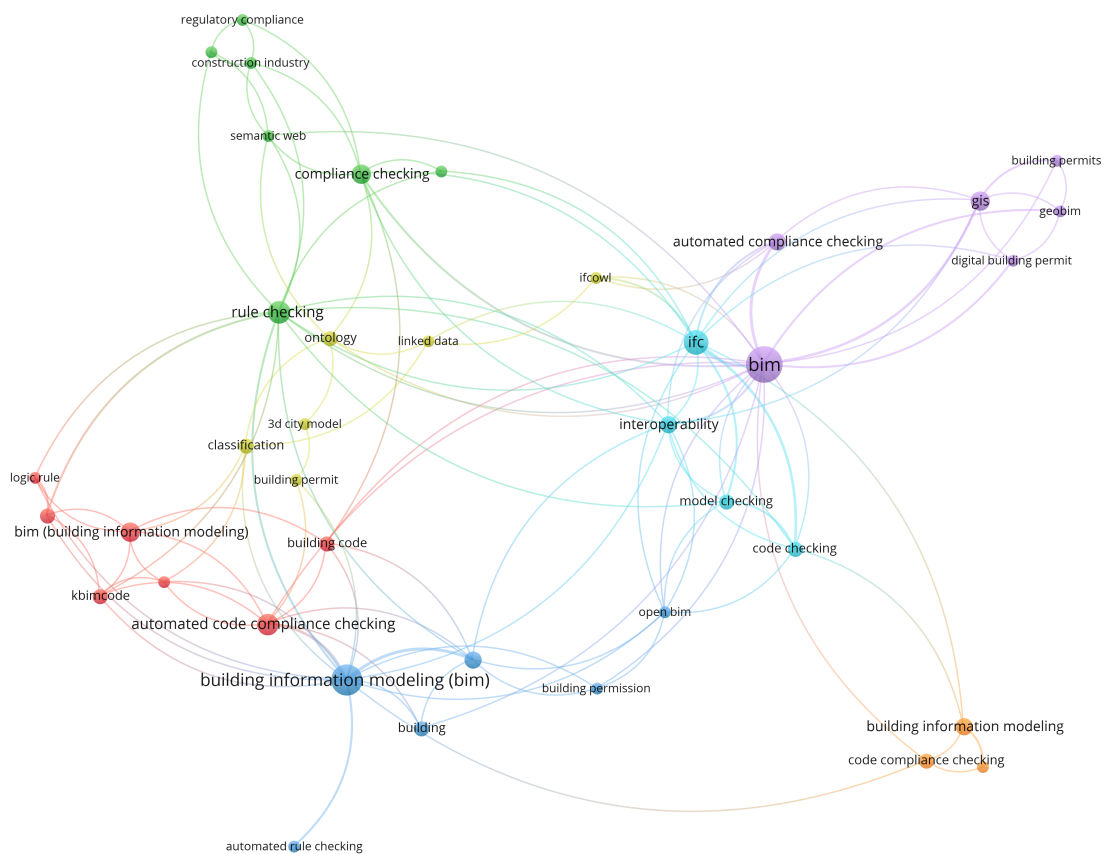 regulatory compliance
construction industry
semantic web
compliance checking
building permits
gis
geobim
automated compliance checking
digital building permit
ifcowl
rule checking
ontology
linked data
ifc
bim
3d city model
interoperability
classification
logic rule
building permit
model checking
bim (building information modeling)
building code
code checking
kbimcode
open bim
automated code compliance checking
building information modeling (bim)
building permission
building
building information modeling
code compliance checking
automated rule checking